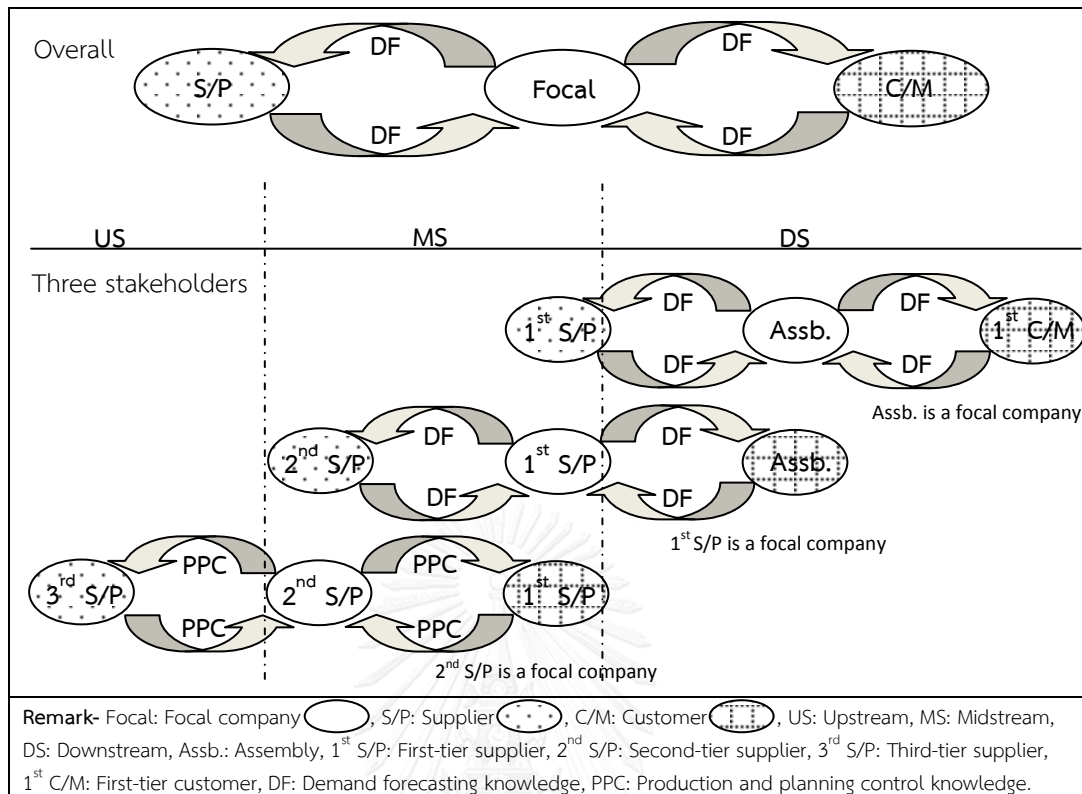 Overall
DF DF
S/P Focal C/M
DF DF
US MS DS
Three stakeholders
DF DF
1st S/P Assb. 1st C/M
DF DF
Assb. is a focal company
DF DF
2nd S/P 1st S/P Assb.
DF DF
1st S/P is a focal company
PPC PPC
3rd S/P 2nd S/P 1st S/P
PPC PPC
2nd S/P is a focal company
Remark- Focal: Focal company , S/P: Supplier , C/M: Customer , US: Upstream, MS: Midstream,
DS: Downstream, Assb.: Assembly, 1st S/P: First-tier supplier, 2nd S/P: Second-tier supplier, 3rd S/P: Third-tier supplier,
1st C/M: First-tier customer, DF: Demand forecasting knowledge, PPC: Production and planning control knowledge.